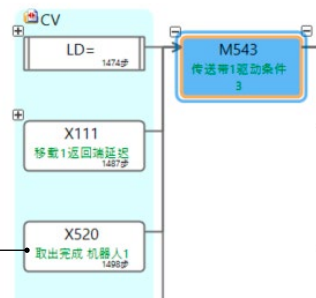 CV
LD=
1474步
M543
传送带1驱动条件
3
X111
移载1返回端延迟
1487步
X520
取出完成 机器人1
1498步